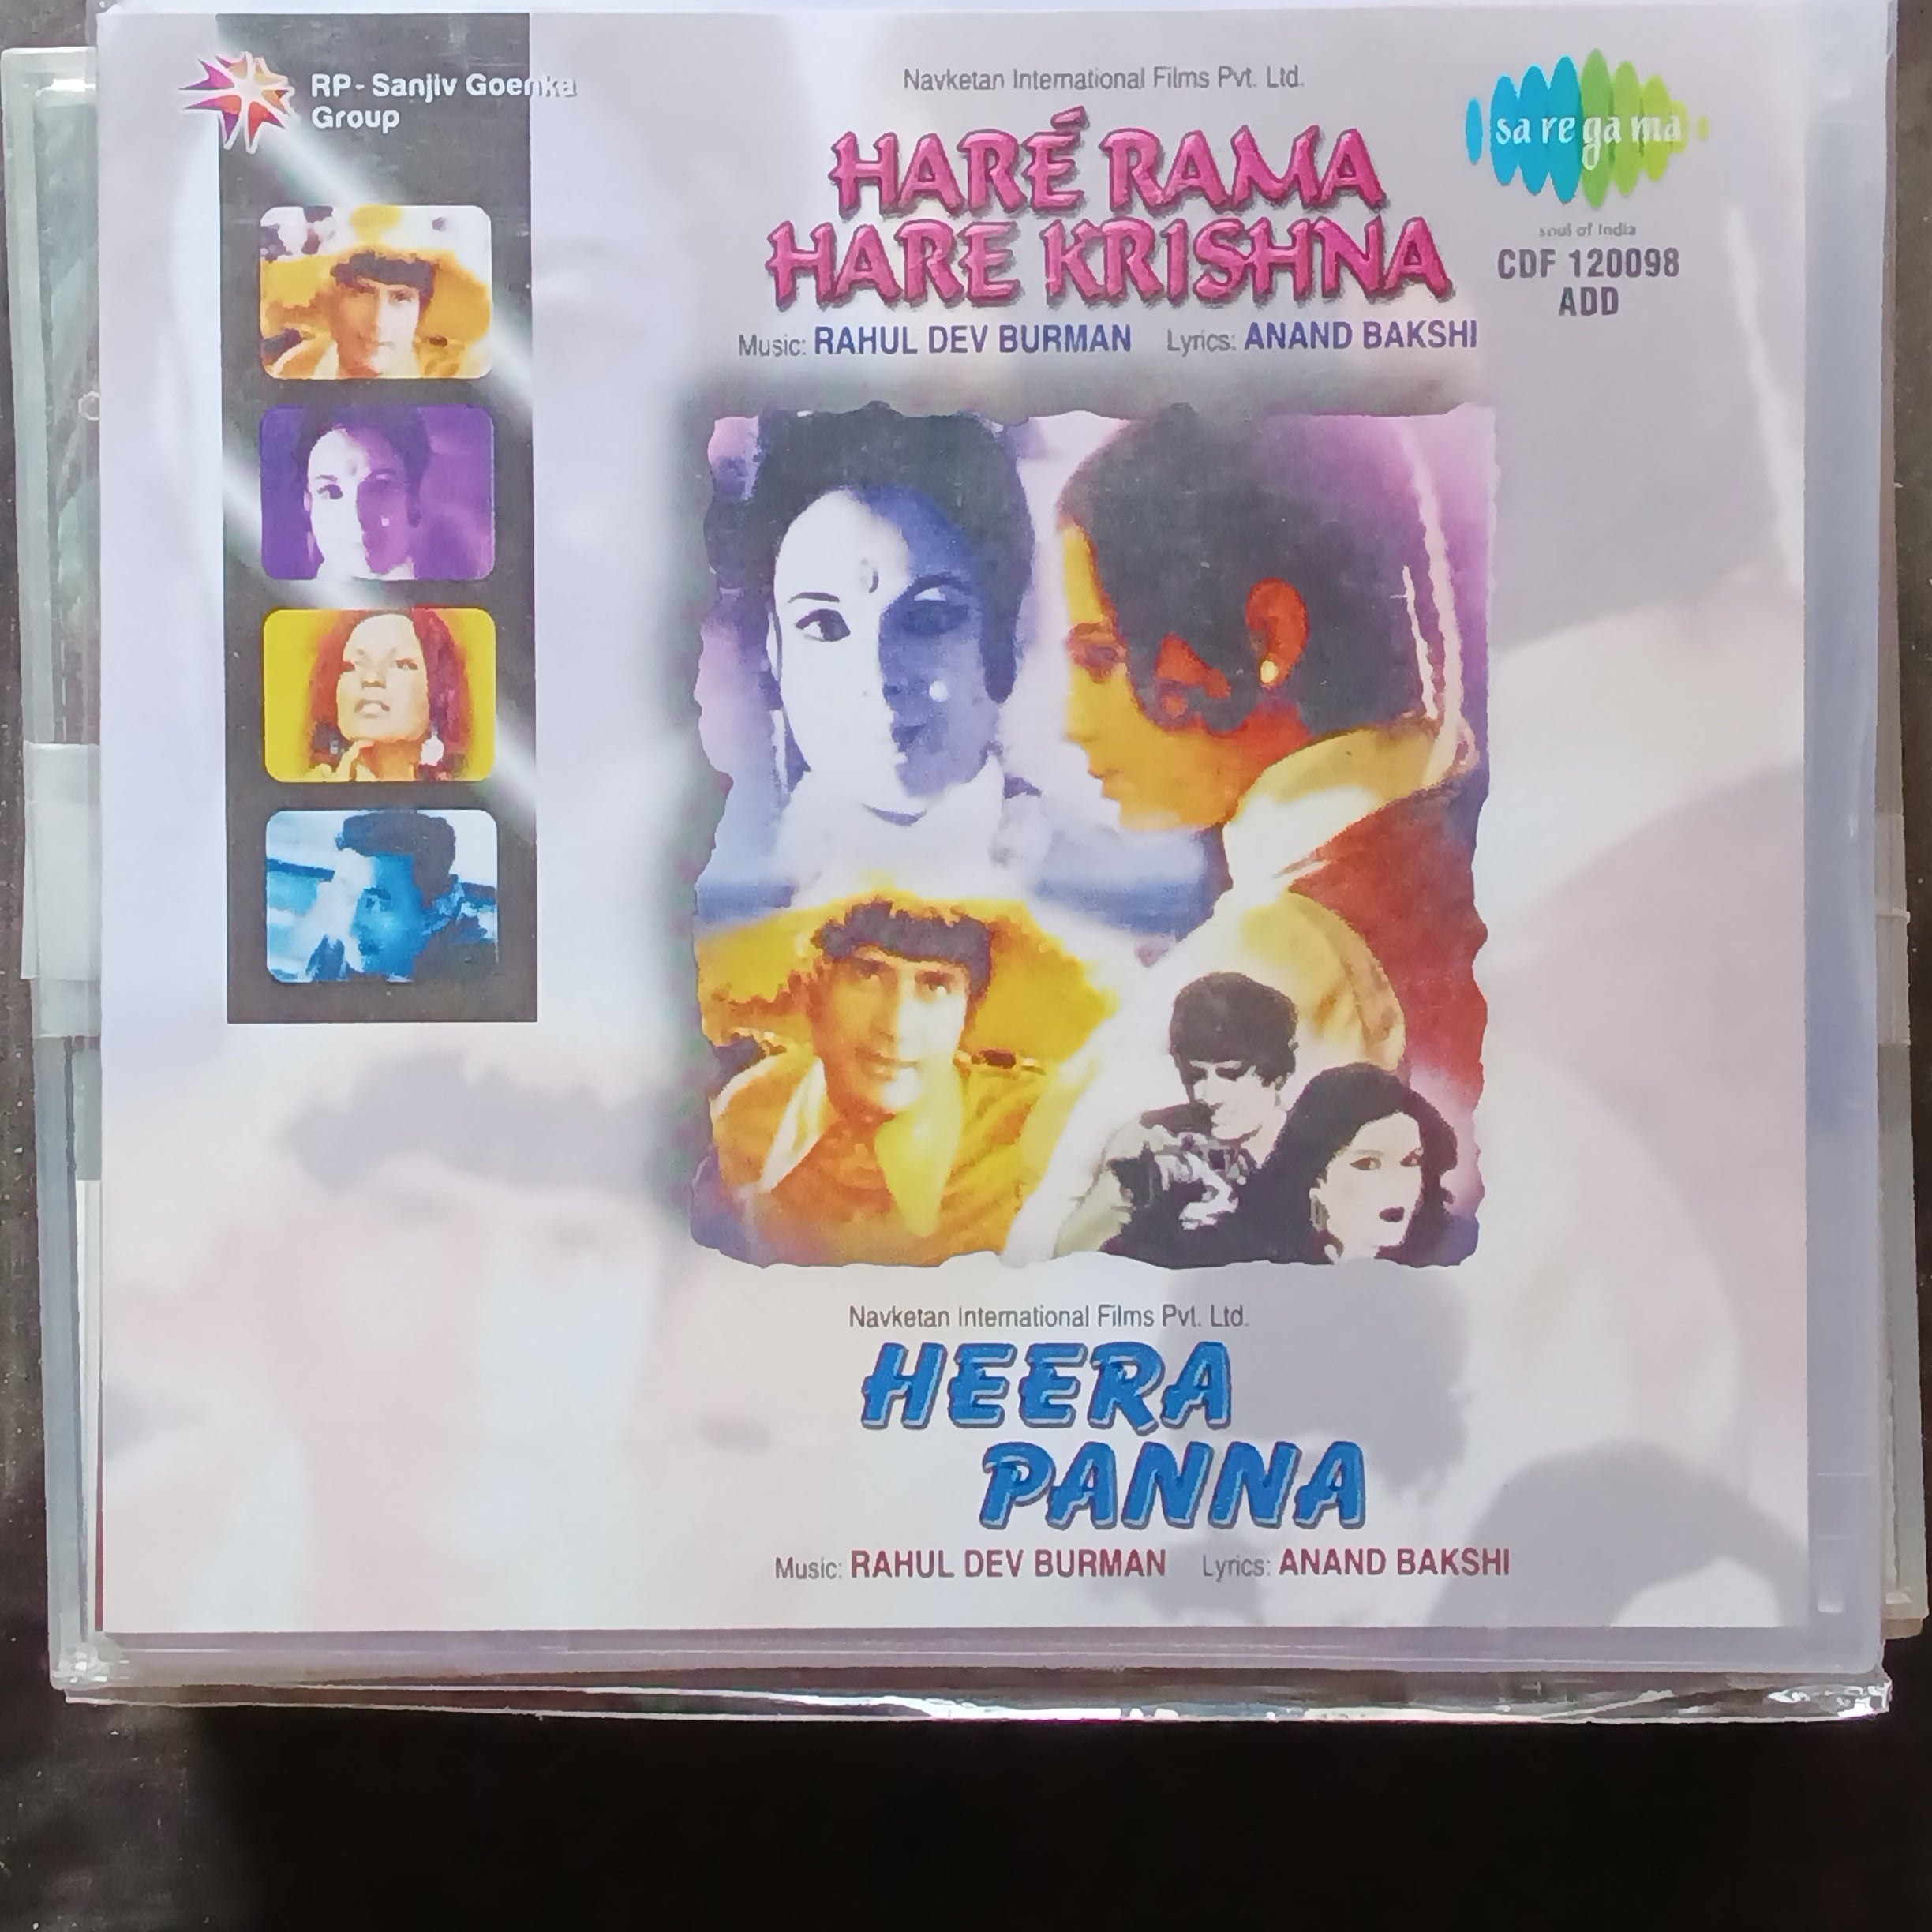 RP-Sanjiv Goenka
Group
Navketan International Films Pvt. Ltd.
HARÉ RAMA
HARE KRISHNA
Music: RAHUL DEV BURMAN Lyrics: ANAND BAKSHI
sa re ga ma
soul of India
CDF 120098
ADD
Navketan International Films Pvt. Ltd.
HEERA
PANNA
Music: RAHUL DEV BURMAN Lyrics: ANAND BAKSHI